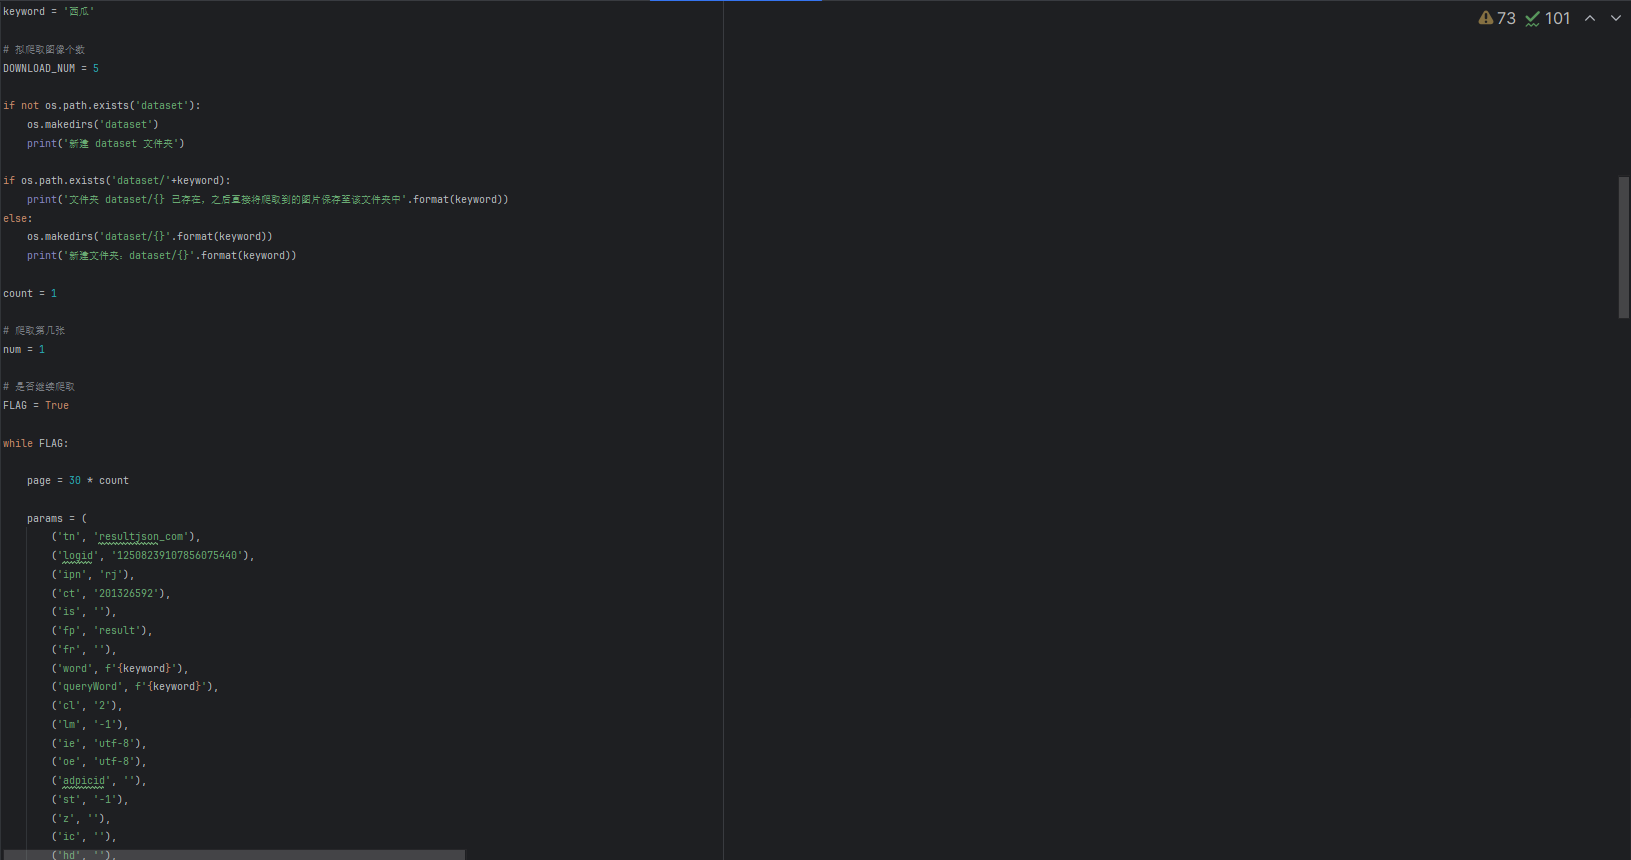 keyword = '西瓜'
73 101
# 拟爬取图像个数
DOWNLOAD_NUM = 5
if not os.path.exists('dataset'):
os.makedirs('dataset')
print('新建 dataset 文件夹')
if os.path.exists('dataset/'+keyword):
print('文件夹 dataset/{} 已存在，之后直接将爬取到的图片保存至该文件夹中'.format(keyword))
else:
os.makedirs('dataset/{}'.format(keyword))
print('新建文件夹：dataset/{}'.format(keyword))
count = 1
# 爬取第几张
num = 1
# 是否继续爬取
FLAG = True
while FLAG:
page = 30 * count
params = (
('tn', 'resultjson_com'),
('logid', '12508239107856075440'),
('ipn', 'rj'),
('ct', '201326592'),
('is', ''),
('fp', 'result'),
('fr', ''),
('word', f'{keyword}'),
('queryWord', f'{keyword}'),
('cl', '2'),
('lm', '-1'),
('ie', 'utf-8'),
('oe', 'utf-8'),
('adpicid', ''),
('st', '-1'),
('z', ''),
('ic', ''),
('hd', ''),